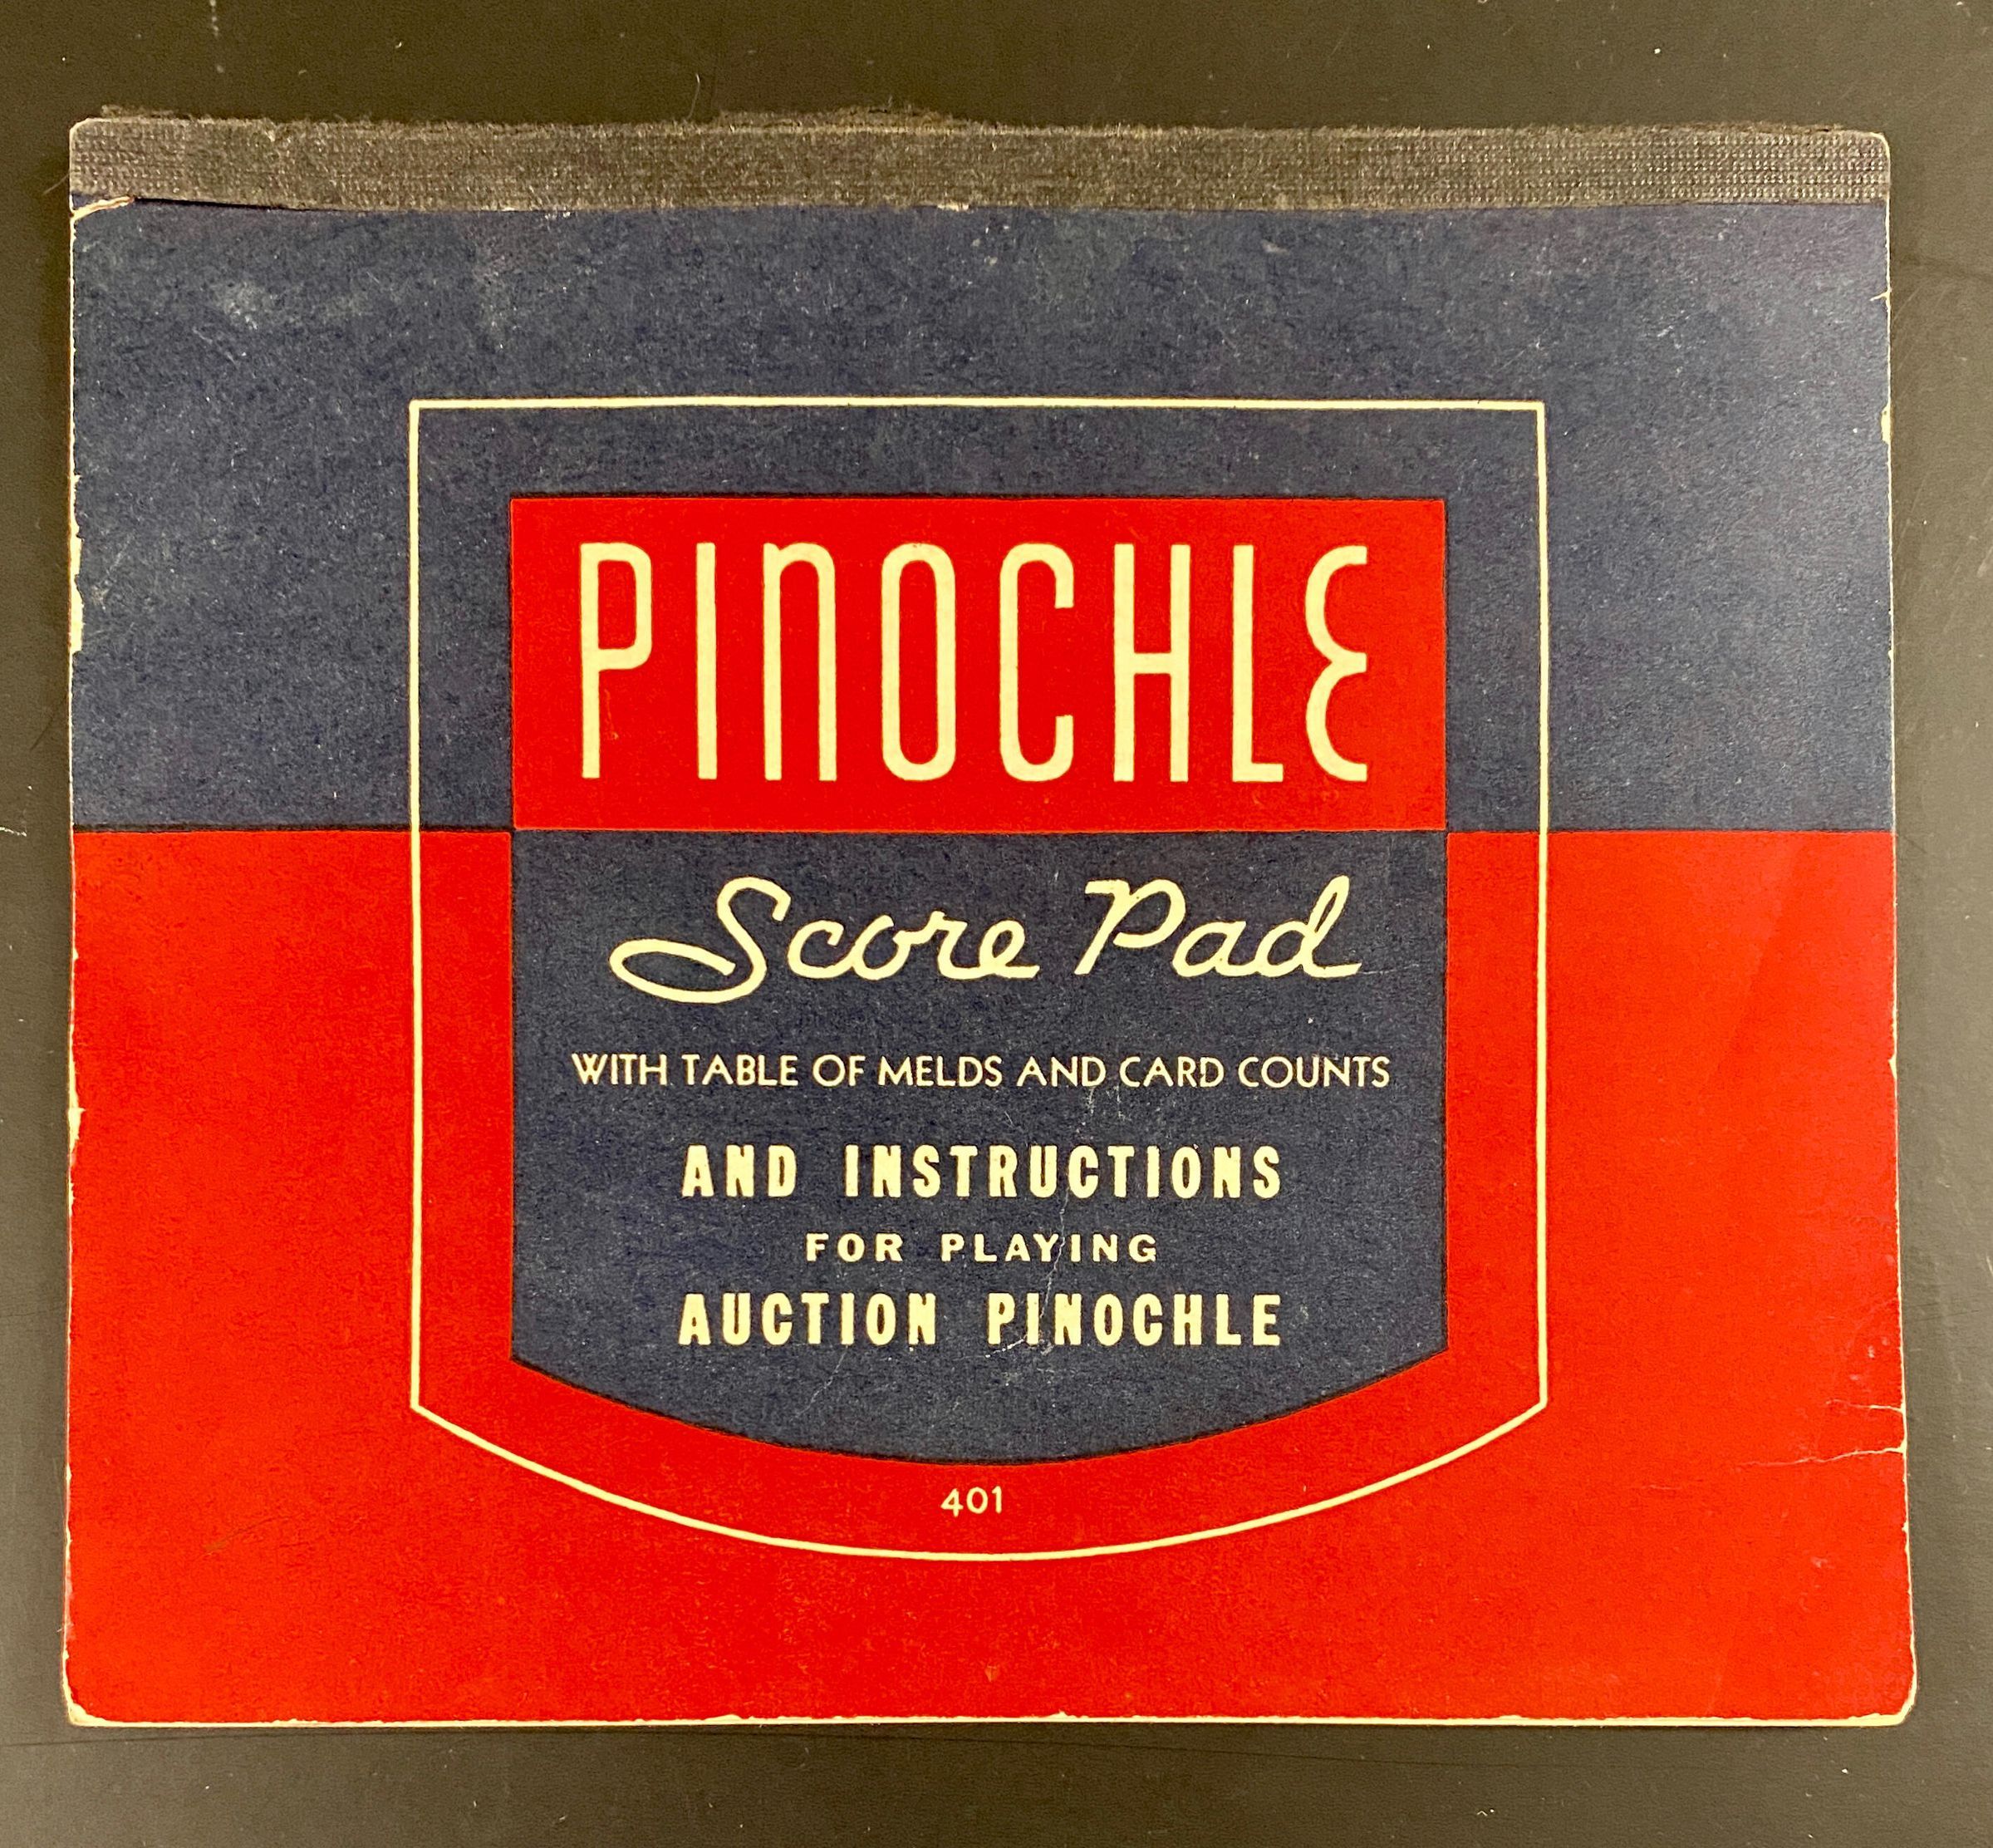 PINOCHLE
Score Pad
WITH TABLE OF MELDS AND CARD COUNTS
AND INSTRUCTIONS
FOR PLAYING
AUCTION PINOCHLE
401